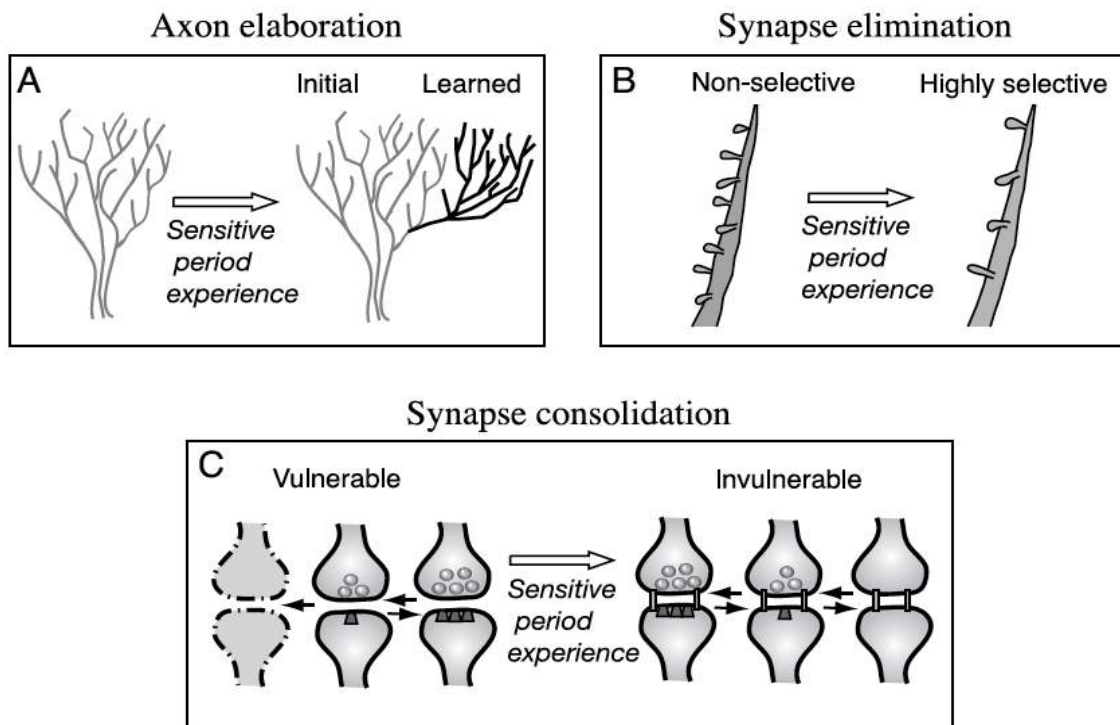 Axon elaboration
Synapse elimination
A
Initial
Learned
Sensitive
period
experience
B
Non-selective
Highly selective
Sensitive
period
experience
Synapse consolidation
C
Vulnerable
Invulnerable
Sensitive
period
experience